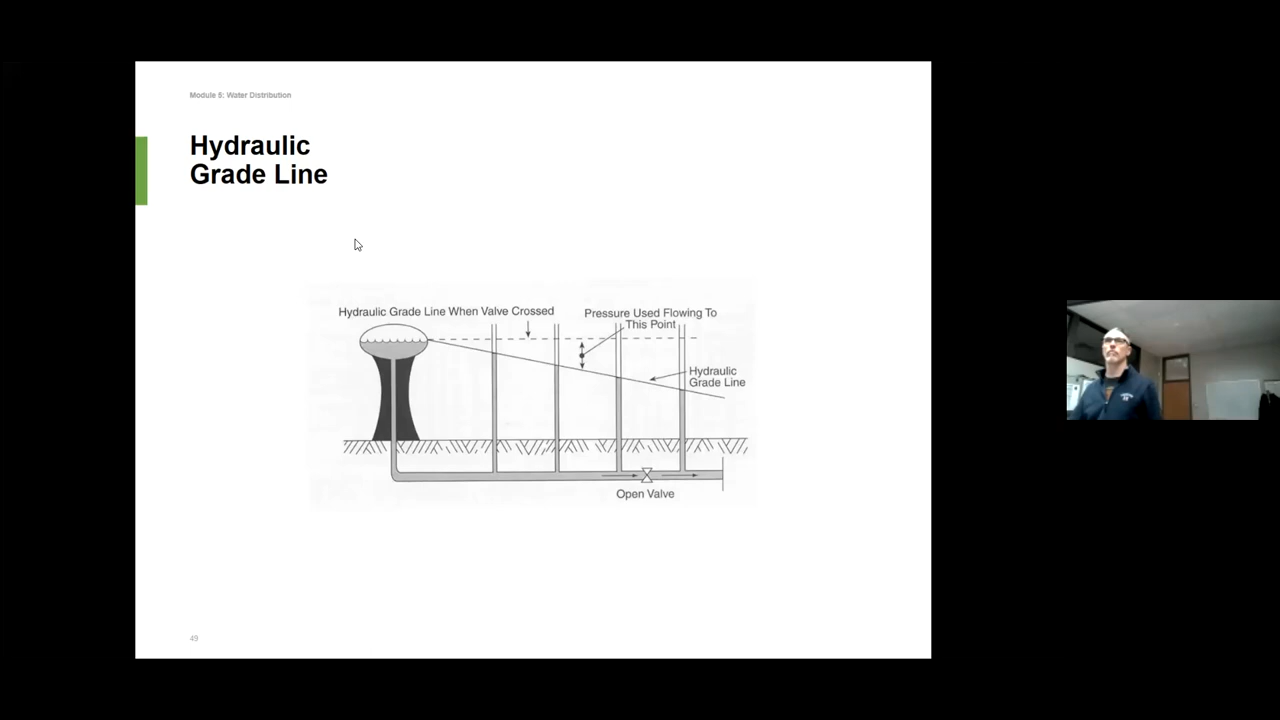 Module 5: Water Distribution
Hydraulic
Grade Line
Hydraulic Grade Line When Valve Crossed
Pressure Used Flowing To
This Point
Hydraulic
Grade Line
Open Valve
49